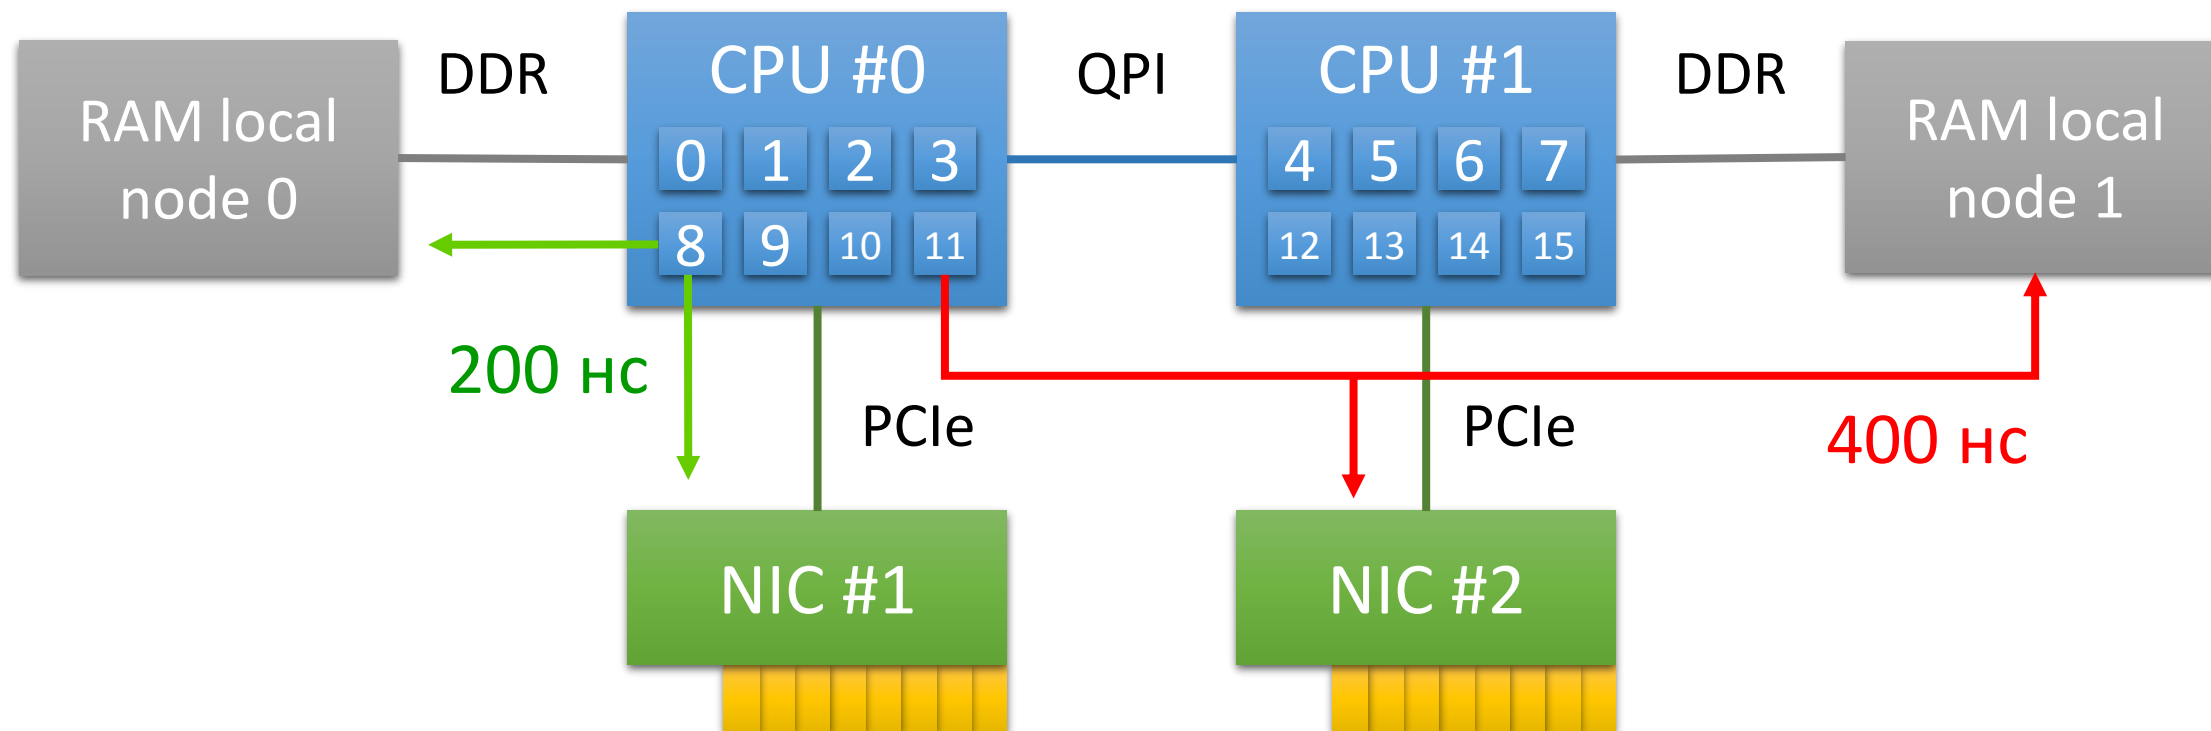 RAM local
node 0
DDR
CPU #0
0 1 2 3
8 9 10 11
QPI
CPU #1
4 5 6 7
12 13 14 15
DDR
RAM local
node 1
200 нс
PCIe
PCIe
400 нс
NIC #1
NIC #2